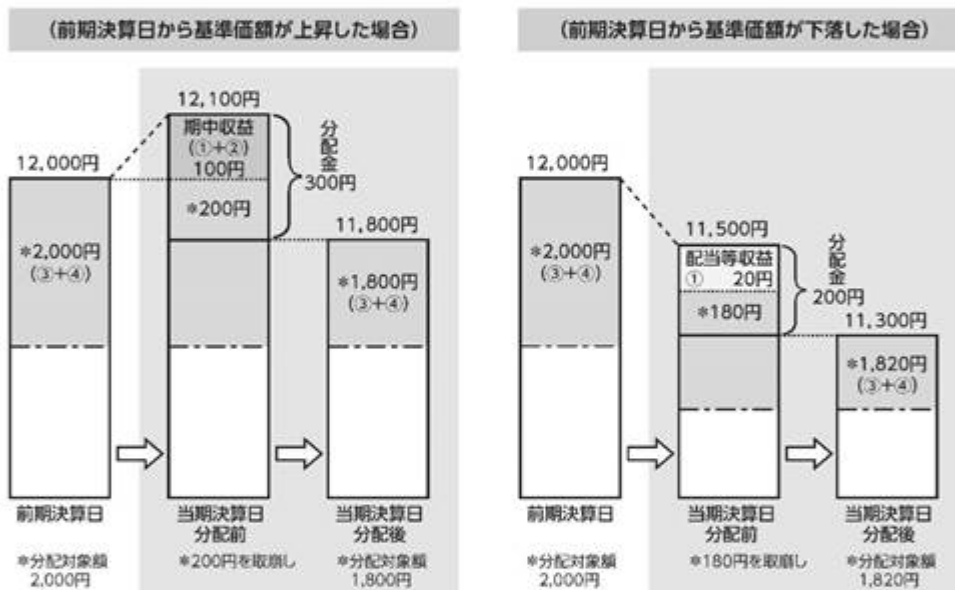 (前期決算日から基準価額が上昇した場合)
12,100円
期中収益
(①+②)
100円
分配金
300円
12,000円
*200円
11,800円
*2,000円
(③+④)
*1,800円
(③+④)
前期決算日
当期決算日
分配前
当期決算日
分配後
*分配対象額
2,000円
*200円を取崩し
*分配対象額
1,800円
(前期決算日から基準価額が下落した場合)
12,000円
*2,000円
(③+④)
11,500円
配当等収益
① 20円
分配金
200円
*180円
11,300円
*1,820円
(③+④)
前期決算日
当期決算日
分配前
当期決算日
分配後
*分配対象額
2,000円
*180円を取崩し
*分配対象額
1,820円